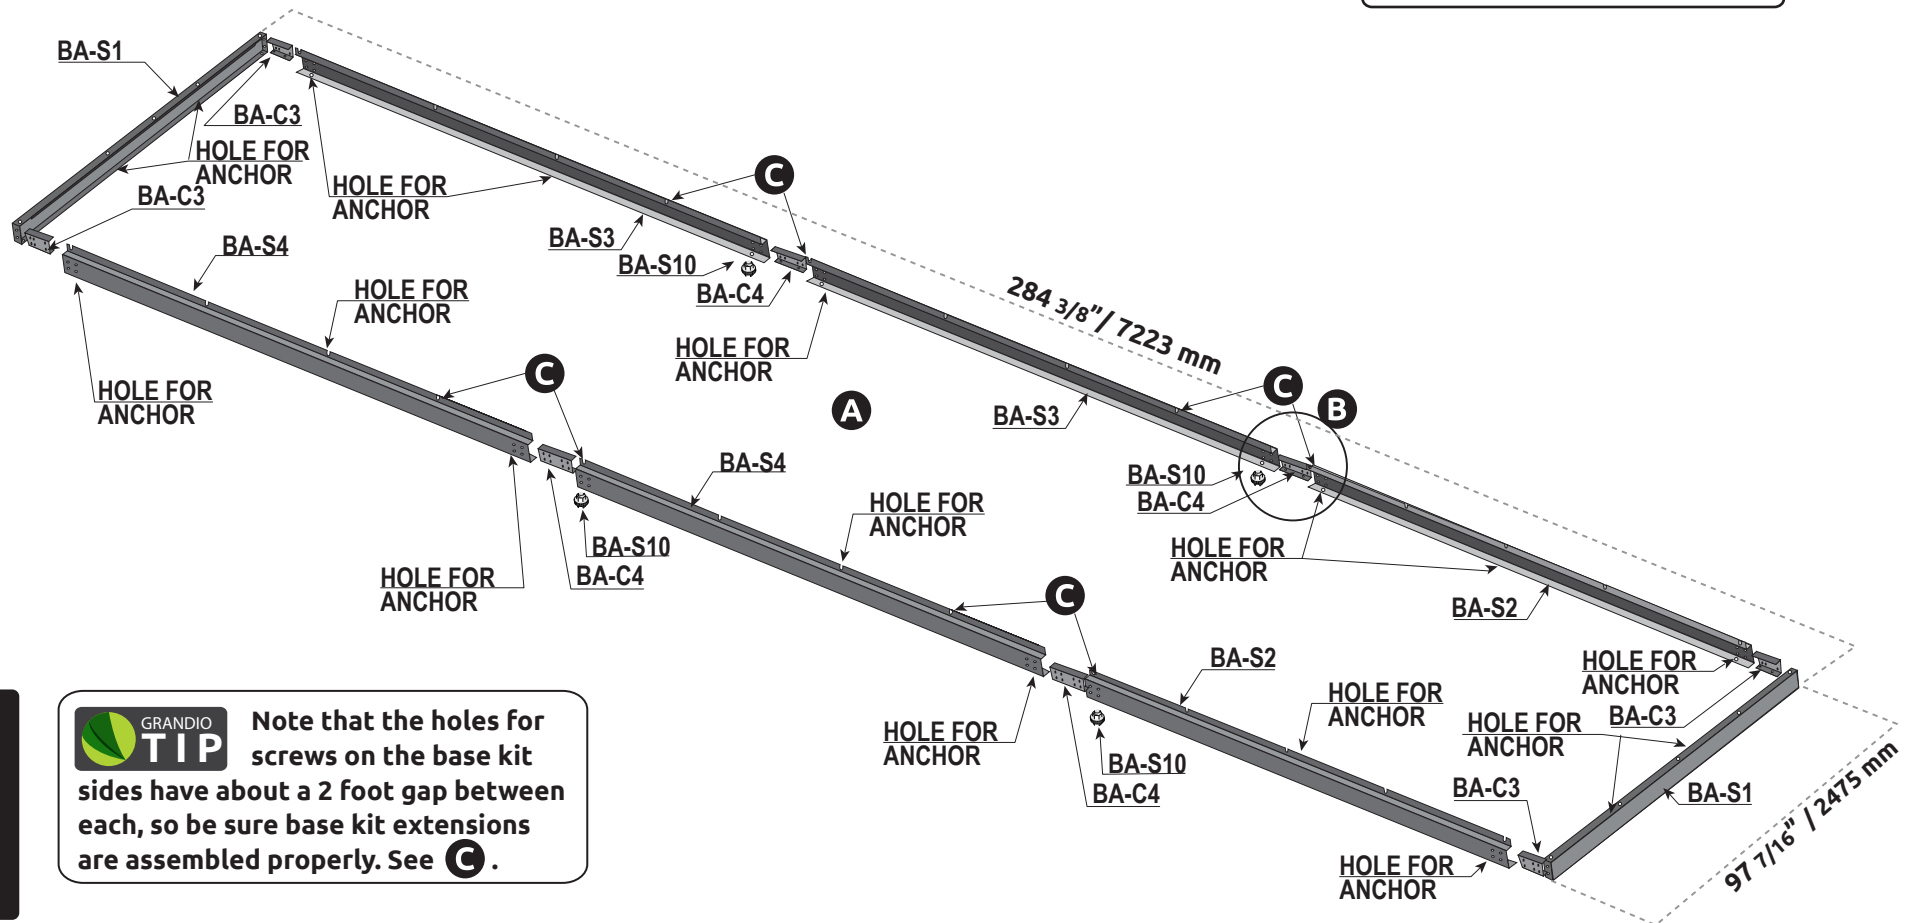 BA-S1
BA-C3
HOLE FOR
ANCHOR
BA-C3
HOLE FOR
ANCHOR
C
BA-S4
BA-S3
BA-S10
BA-C4
HOLE FOR
ANCHOR
284 3/8"/ 7223 mm
HOLE FOR
ANCHOR
HOLE FOR
ANCHOR
C
A
C
B
BA-S3
BA-S4
BA-S10
BA-C4
HOLE FOR
ANCHOR
HOLE FOR
ANCHOR
BA-S10
BA-C4
HOLE FOR
ANCHOR
C
BA-S2
BA-S2
HOLE FOR
ANCHOR
HOLE FOR
ANCHOR
BA-C3
HOLE FOR
ANCHOR
HOLE FOR
ANCHOR
BA-S10
BA-C4
BA-C3
BA-S1
HOLE FOR
ANCHOR
97 7/16" / 2475 mm
GRANDIO
TIP
Note that the holes for
screws on the base kit
sides have about a 2 foot gap between
each, so be sure base kit extensions
are assembled properly. See C .